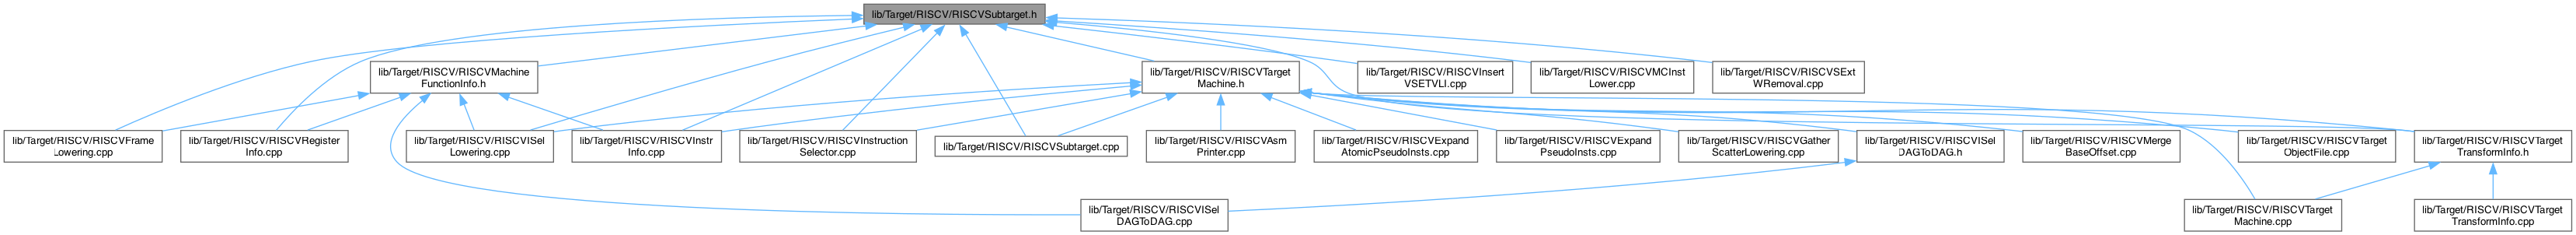 lib/Target/RISCV/RISCVSubtarget.h
lib/Target/RISCV/RISCVMachine
FunctionInfo.h
lib/Target/RISCV/RISCVTarget
Machine.h
lib/Target/RISCV/RISCVInsert
VSETVLI.cpp
lib/Target/RISCV/RISCVMCInst
Lower.cpp
lib/Target/RISCV/RISCVSExt
WRemoval.cpp
lib/Target/RISCV/RISCVFrame
Lowering.cpp
lib/Target/RISCV/RISCVRegister
Info.cpp
lib/Target/RISCV/RISCVISel
Lowering.cpp
lib/Target/RISCV/RISCVInstr
Info.cpp
lib/Target/RISCV/RISCVInstruction
Selector.cpp
lib/Target/RISCV/RISCVSubtarget.cpp
lib/Target/RISCV/RISCVAsm
Printer.cpp
lib/Target/RISCV/RISCVExpand
AtomicPseudoInsts.cpp
lib/Target/RISCV/RISCVExpand
PseudoInsts.cpp
lib/Target/RISCV/RISCVGather
ScatterLowering.cpp
lib/Target/RISCV/RISCVISel
DAGToDAG.h
lib/Target/RISCV/RISCVMerge
BaseOffset.cpp
lib/Target/RISCV/RISCVTarget
ObjectFile.cpp
lib/Target/RISCV/RISCVTarget
TransformInfo.h
lib/Target/RISCV/RISCVISel
DAGToDAG.cpp
lib/Target/RISCV/RISCVTarget
Machine.cpp
lib/Target/RISCV/RISCVTarget
TransformInfo.cpp